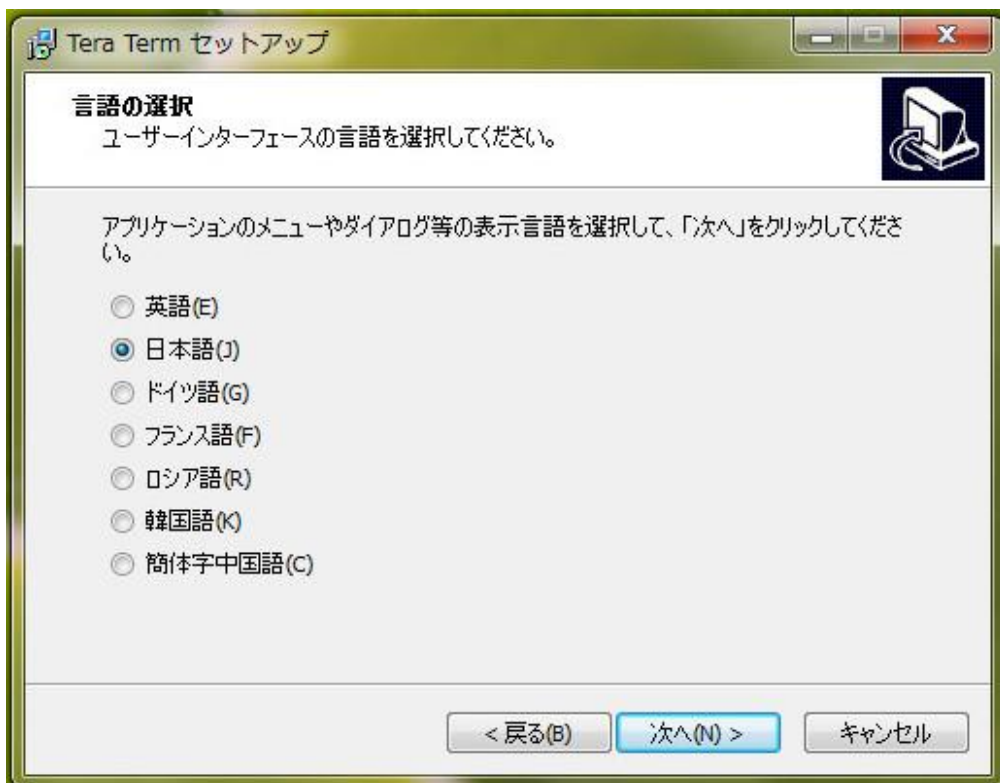 Tera Term セットアップ
言語の選択
ユーザーインターフェースの言語を選択してください。
アプリケーションのメニューやダイアログ等の表示言語を選択して、「次へ」をクリックしてくださ
い。
英語(E)
日本語(J)
ドイツ語(G)
フランス語(F)
ロシア語(R)
韓国語(K)
簡体字中国語(C)
< 戻る(B) 次へ(N) > キャンセル